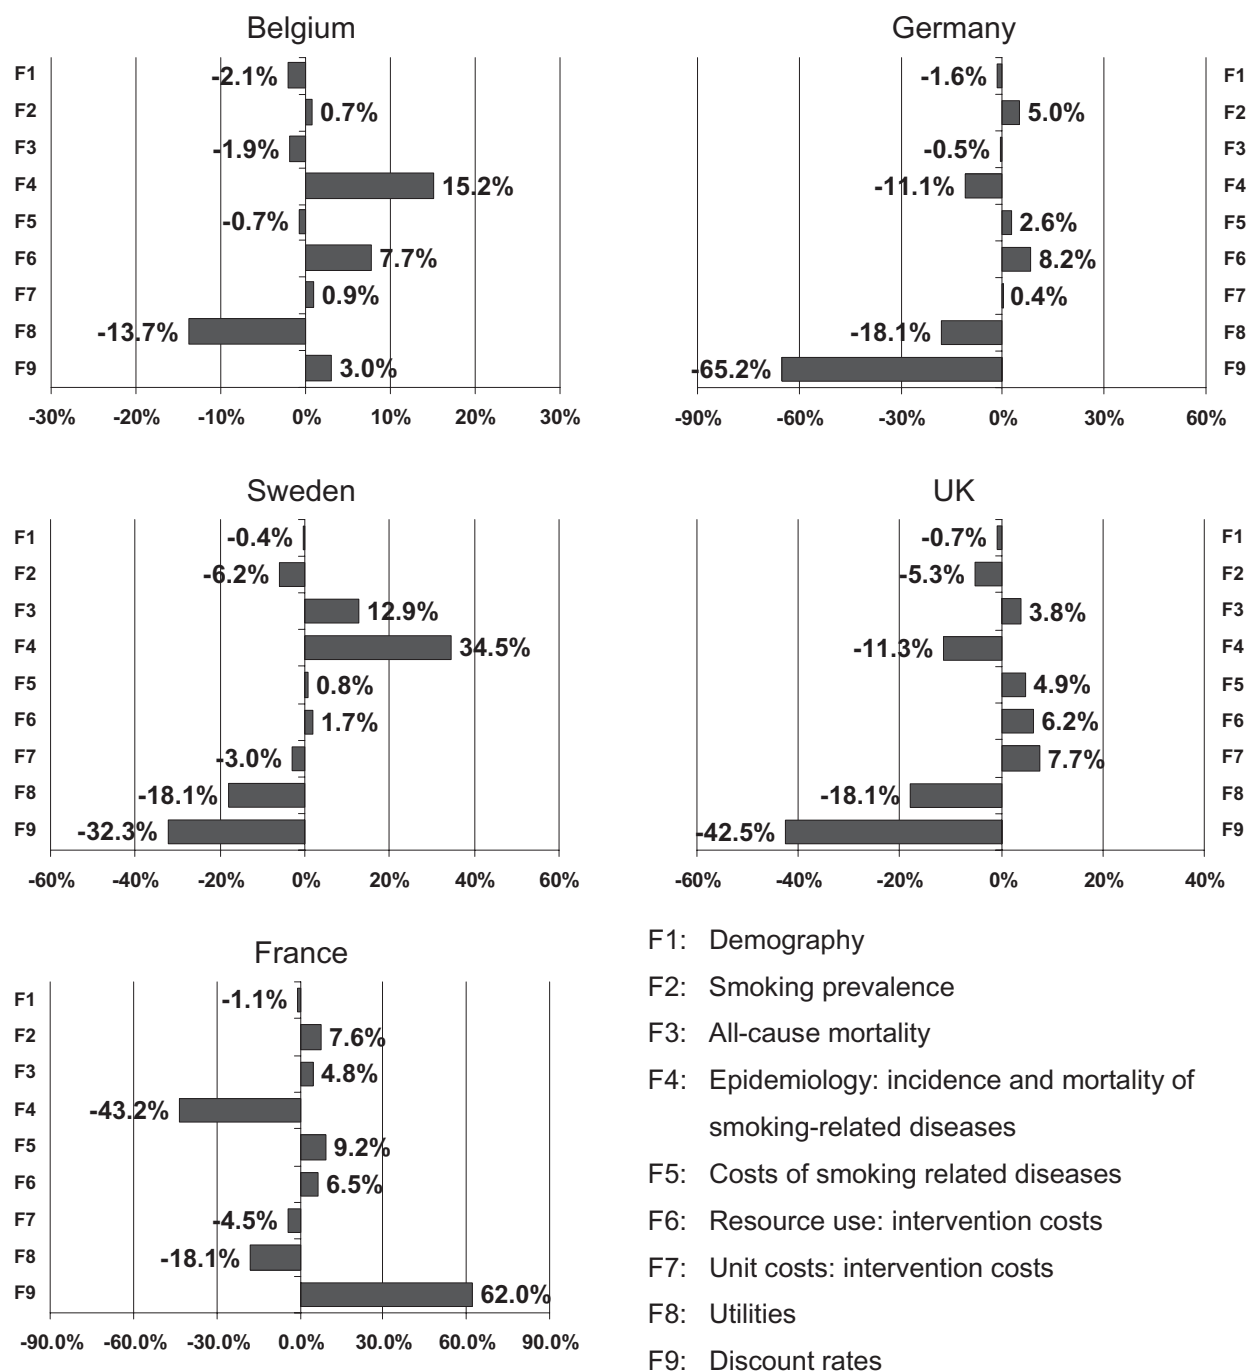 Belgium
F1 -2.1%
F2 0.7%
F3 -1.9%
F4 15.2%
F5 -0.7%
F6 7.7%
F7 0.9%
F8 -13.7%
F9 3.0%
-30% -20% -10% 0% 10% 20% 30%
Germany
-1.6% F1
5.0% F2
-0.5% F3
-11.1% F4
2.6% F5
8.2% F6
0.4% F7
-18.1% F8
-65.2% F9
-90% -60% -30% 0% 30% 60%
Sweden
F1 -0.4%
F2 -6.2%
F3 12.9%
F4 34.5%
F5 0.8%
F6 1.7%
F7 -3.0%
F8 -18.1%
F9 -32.3%
-60% -40% -20% 0% 20% 40% 60%
UK
-0.7% F1
-5.3% F2
3.8% F3
-11.3% F4
4.9% F5
6.2% F6
7.7% F7
-18.1% F8
-42.5% F9
-60% -40% -20% 0% 20% 40%
France
F1 -1.1%
F2 7.6%
F3 4.8%
F4 -43.2%
F5 9.2%
F6 6.5%
F7 -4.5%
F8 -18.1%
F9 62.0%
-90.0% -60.0% -30.0% 0.0% 30.0% 60.0% 90.0%
F1: Demography
F2: Smoking prevalence
F3: All-cause mortality
F4: Epidemiology: incidence and mortality of
smoking-related diseases
F5: Costs of smoking related diseases
F6: Resource use: intervention costs
F7: Unit costs: intervention costs
F8: Utilities
F9: Discount rates